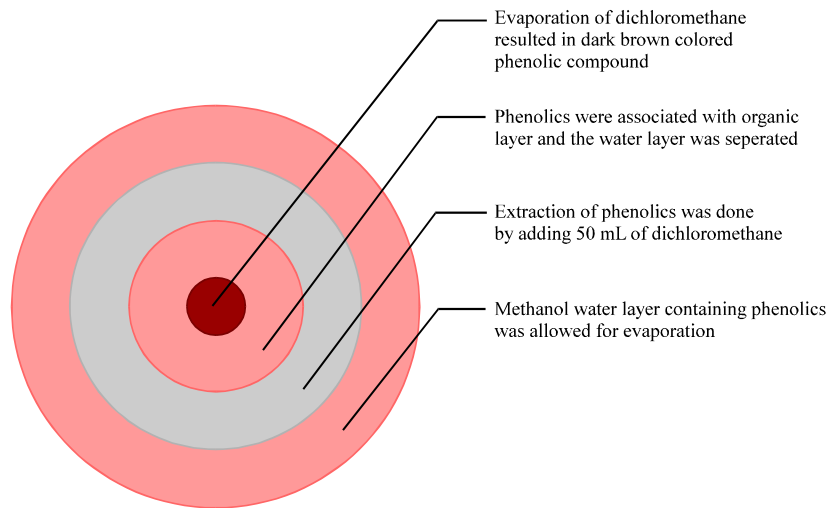 Evaporation of dichloromethane
resulted in dark brown colored
phenolic compound
Phenolics were associated with organic
layer and the water layer was seperated
Extraction of phenolics was done
by adding 50 mL of dichloromethane
Methanol water layer containing phenolics
was allowed for evaporation